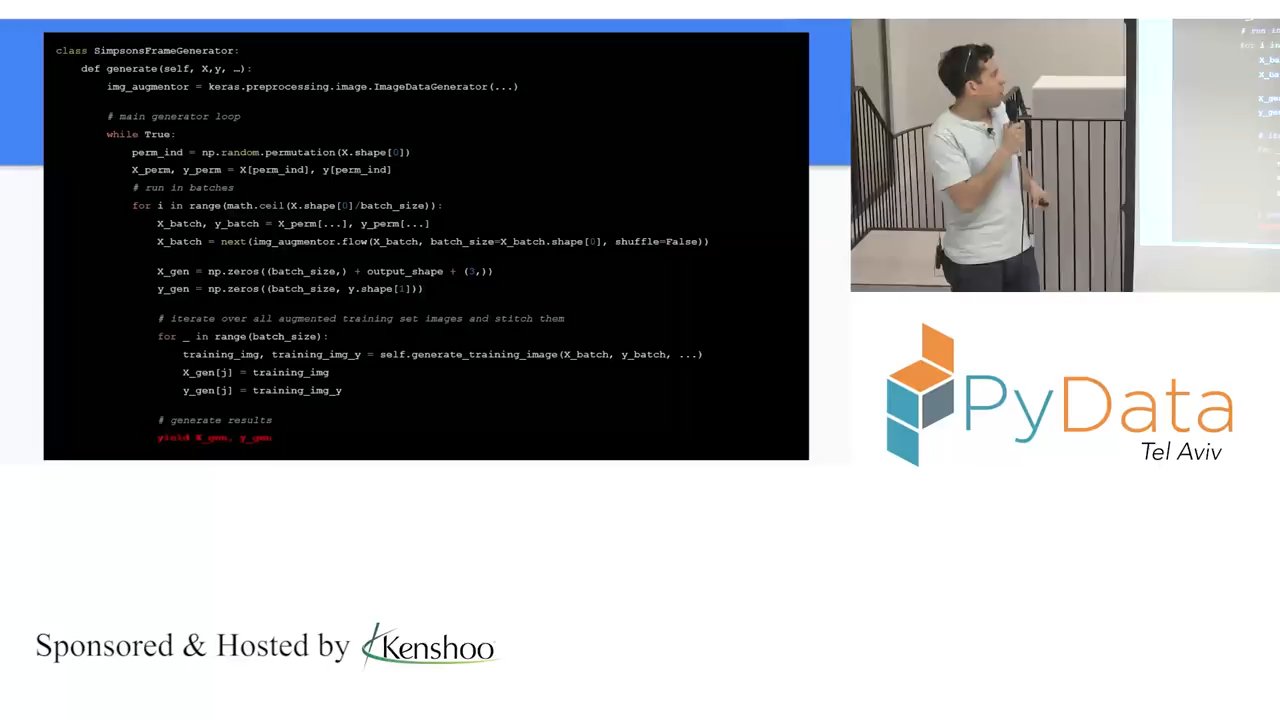 class SimpsonsFrameGenerator:
def generate(self, X,y, …):
img_augmentor = keras.preprocessing.image.ImageDataGenerator(...)
# main generator loop
while True:
perm_ind = np.random.permutation(X.shape[0])
X_perm, y_perm = X[perm_ind], y[perm_ind]
# run in batches
for i in range(math.ceil(X.shape[0]/batch_size)):
X_batch, y_batch = X_perm[...], y_perm[...]
X_batch = next(img_augmentor.flow(X_batch, batch_size=X_batch.shape[0], shuffle=False))
X_gen = np.zeros((batch_size,) + output_shape + (3,))
y_gen = np.zeros((batch_size, y.shape[1]))
# iterate over all augmented training set images and stitch them
for _ in range(batch_size):
training_img, training_img_y = self.generate_training_image(X_batch, y_batch, ...)
X_gen[j] = training_img
y_gen[j] = training_img_y
# generate results
yield X_gen, y_gen
PyData
Tel Aviv
Sponsored & Hosted by Kenshoo